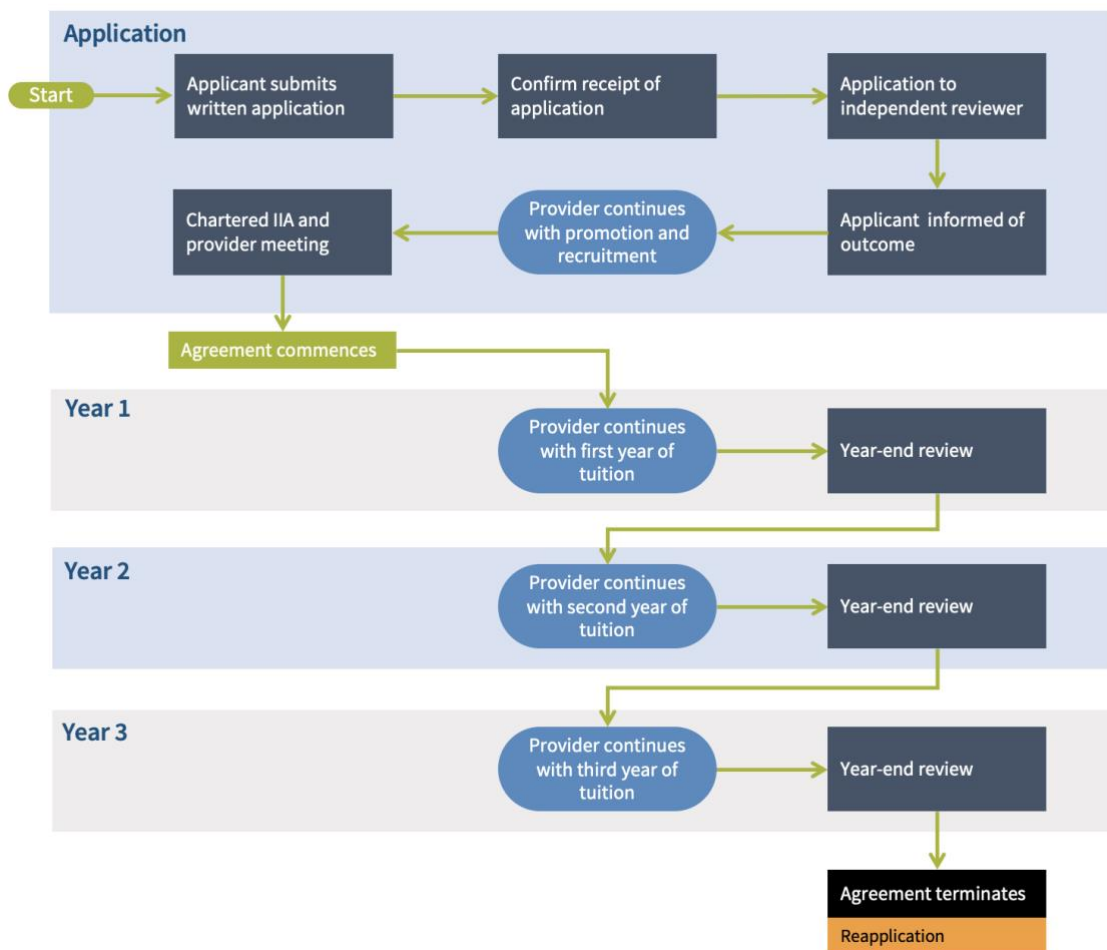 Application
Start
Applicant submits
written application
Confirm receipt of
application
Application to
independent reviewer
Applicant informed of
outcome
Provider continues
with promotion and
recruitment
Chartered IIA and
provider meeting
Agreement commences
Year 1
Provider continues
with first year of
tuition
Year-end review
Year 2
Provider continues
with second year of
tuition
Year-end review
Year 3
Provider continues
with third year of
tuition
Year-end review
Agreement terminates
Reapplication